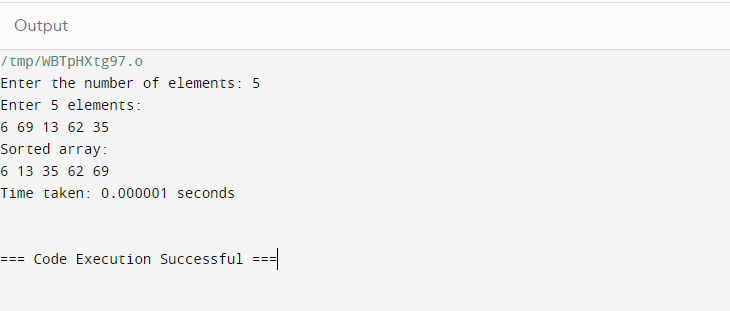 Output
/tmp/WBTpHXtg97.o
Enter the number of elements: 5
Enter 5 elements:
6 69 13 62 35
Sorted array:
6 13 35 62 69
Time taken: 0.000001 seconds
=== Code Execution Successful ===